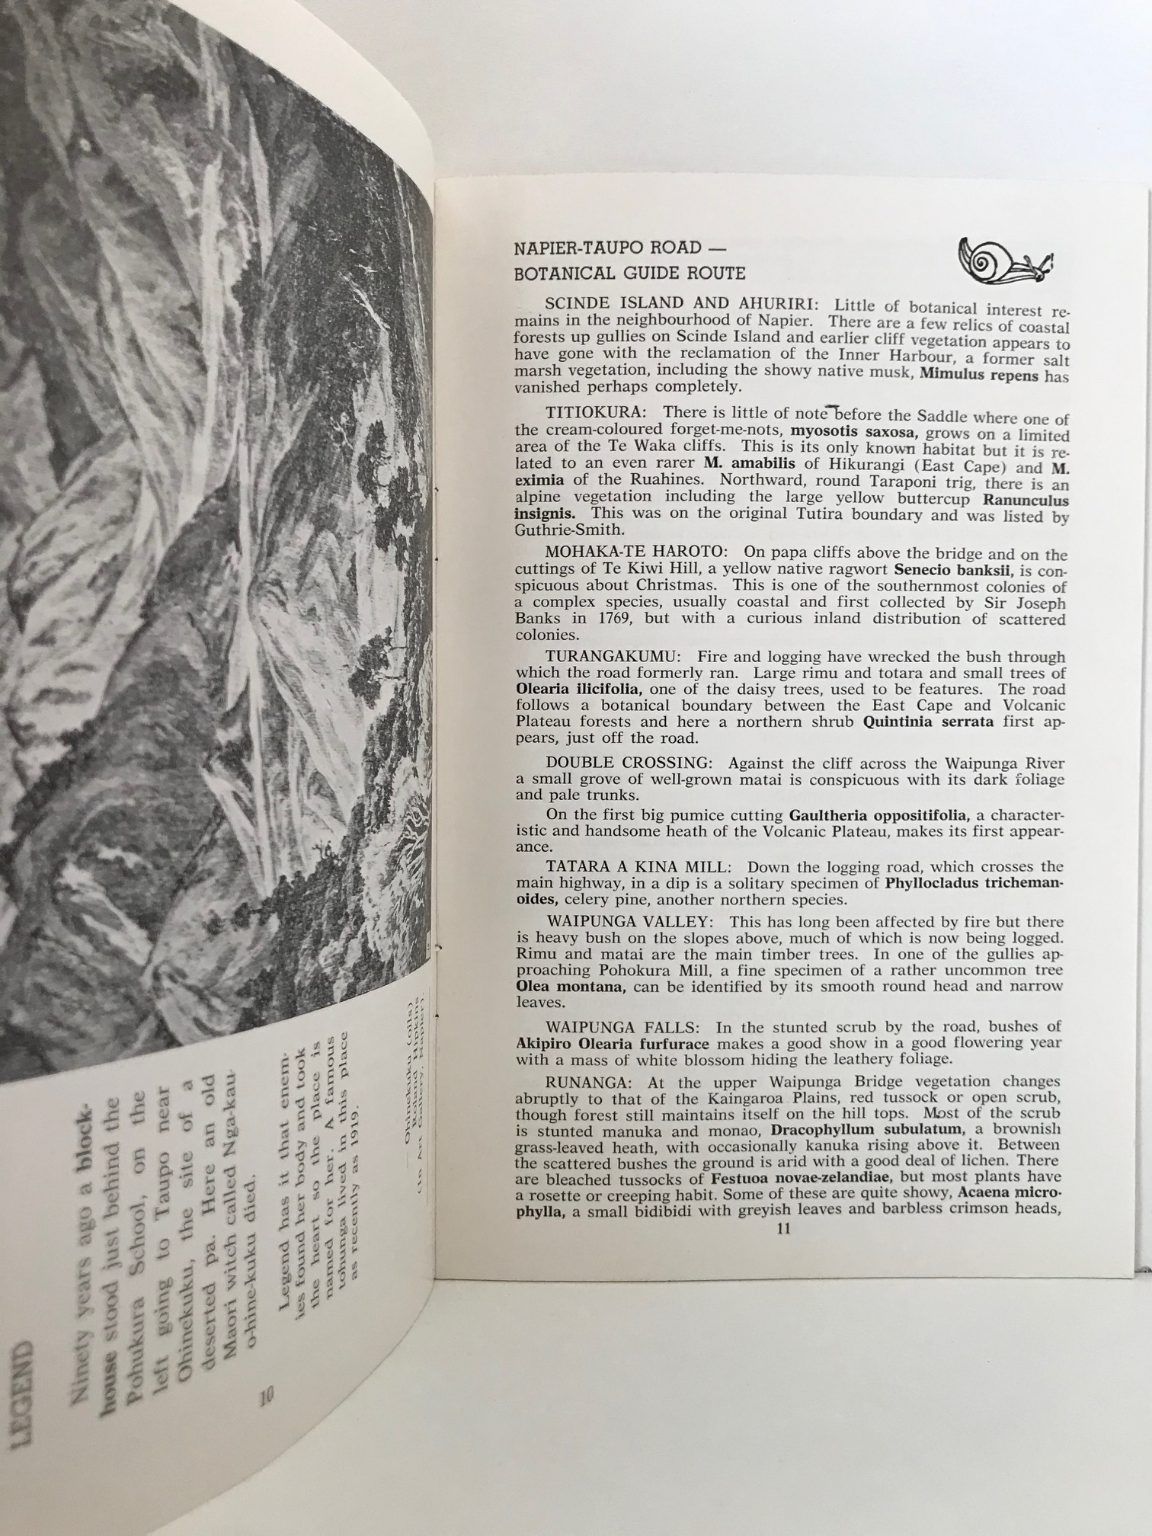 LEGEND
Ninety years ago a block-
house stood just behind the
Pohukura School, on the
left going to Taupo near
Ohinekuku, the site of a
deserted pa. Here an old
Maori witch called Nga-kau-
o-hine-kuku died.
Legend has it that enem-
ies found her body and took
the heart so the place is
named for her. A famous
tohunga lived in this place
as recently as 1919.
Ohinekuku (oils)
Roland Hipkins
(In Art Gallery, Napier)
10
NAPIER-TAUPO ROAD —
BOTANICAL GUIDE ROUTE
SCINDE ISLAND AND AHURIRI: Little of botanical interest re-
mains in the neighbourhood of Napier. There are a few relics of coastal
forests up gullies on Scinde Island and earlier cliff vegetation appears to
have gone with the reclamation of the Inner Harbour, a former salt
marsh vegetation, including the showy native musk, Mimulus repens has
vanished perhaps completely.
TITIOKURA: There is little of note before the Saddle where one of
the cream-coloured forget-me-nots, myosotis saxosa, grows on a limited
area of the Te Waka cliffs. This is its only known habitat but it is re-
lated to an even rarer M. amabilis of Hikurangi (East Cape) and M.
eximia of the Ruahines. Northward, round Taraponi trig, there is an
alpine vegetation including the large yellow buttercup Ranunculus
insignis. This was on the original Tutira boundary and was listed by
Guthrie-Smith.
MOHAKA-TE HAROTO: On papa cliffs above the bridge and on the
cuttings of Te Kiwi Hill, a yellow native ragwort Senecio banksii, is con-
spicuous about Christmas. This is one of the southernmost colonies of
a complex species, usually coastal and first collected by Sir Joseph
Banks in 1769, but with a curious inland distribution of scattered
colonies.
TURANGAKUMU: Fire and logging have wrecked the bush through
which the road formerly ran. Large rimu and totara and small trees of
Olearia ilicifolia, one of the daisy trees, used to be features. The road
follows a botanical boundary between the East Cape and Volcanic
Plateau forests and here a northern shrub Quintinia serrata first ap-
pears, just off the road.
DOUBLE CROSSING: Against the cliff across the Waipunga River
a small grove of well-grown matai is conspicuous with its dark foliage
and pale trunks.
On the first big pumice cutting Gaultheria oppositifolia, a character-
istic and handsome heath of the Volcanic Plateau, makes its first appear-
ance.
TATARA A KINA MILL: Down the logging road, which crosses the
main highway, in a dip is a solitary specimen of Phyllocladus tricheman-
oides, celery pine, another northern species.
WAIPUNGA VALLEY: This has long been affected by fire but there
is heavy bush on the slopes above, much of which is now being logged.
Rimu and matai are the main timber trees. In one of the gullies ap-
proaching Pohokura Mill, a fine specimen of a rather uncommon tree
Olea montana, can be identified by its smooth round head and narrow
leaves.
WAIPUNGA FALLS: In the stunted scrub by the road, bushes of
Akipiro Olearia furfurace makes a good show in a good flowering year
with a mass of white blossom hiding the leathery foliage.
RUNANGA: At the upper Waipunga Bridge vegetation changes
abruptly to that of the Kaingaroa Plains, red tussock or open scrub,
though forest still maintains itself on the hill tops. Most of the scrub
is stunted manuka and monao, Dracophyllum subulatum, a brownish
grass-leaved heath, with occasionally kanuka rising above it. Between
the scattered bushes the ground is arid with a good deal of lichen. There
are bleached tussocks of Festuoa novae-zelandiae, but most plants have
a rosette or creeping habit. Some of these are quite showy, Acaena micro-
phylla, a small bidibidi with greyish leaves and barbless crimson heads,
11